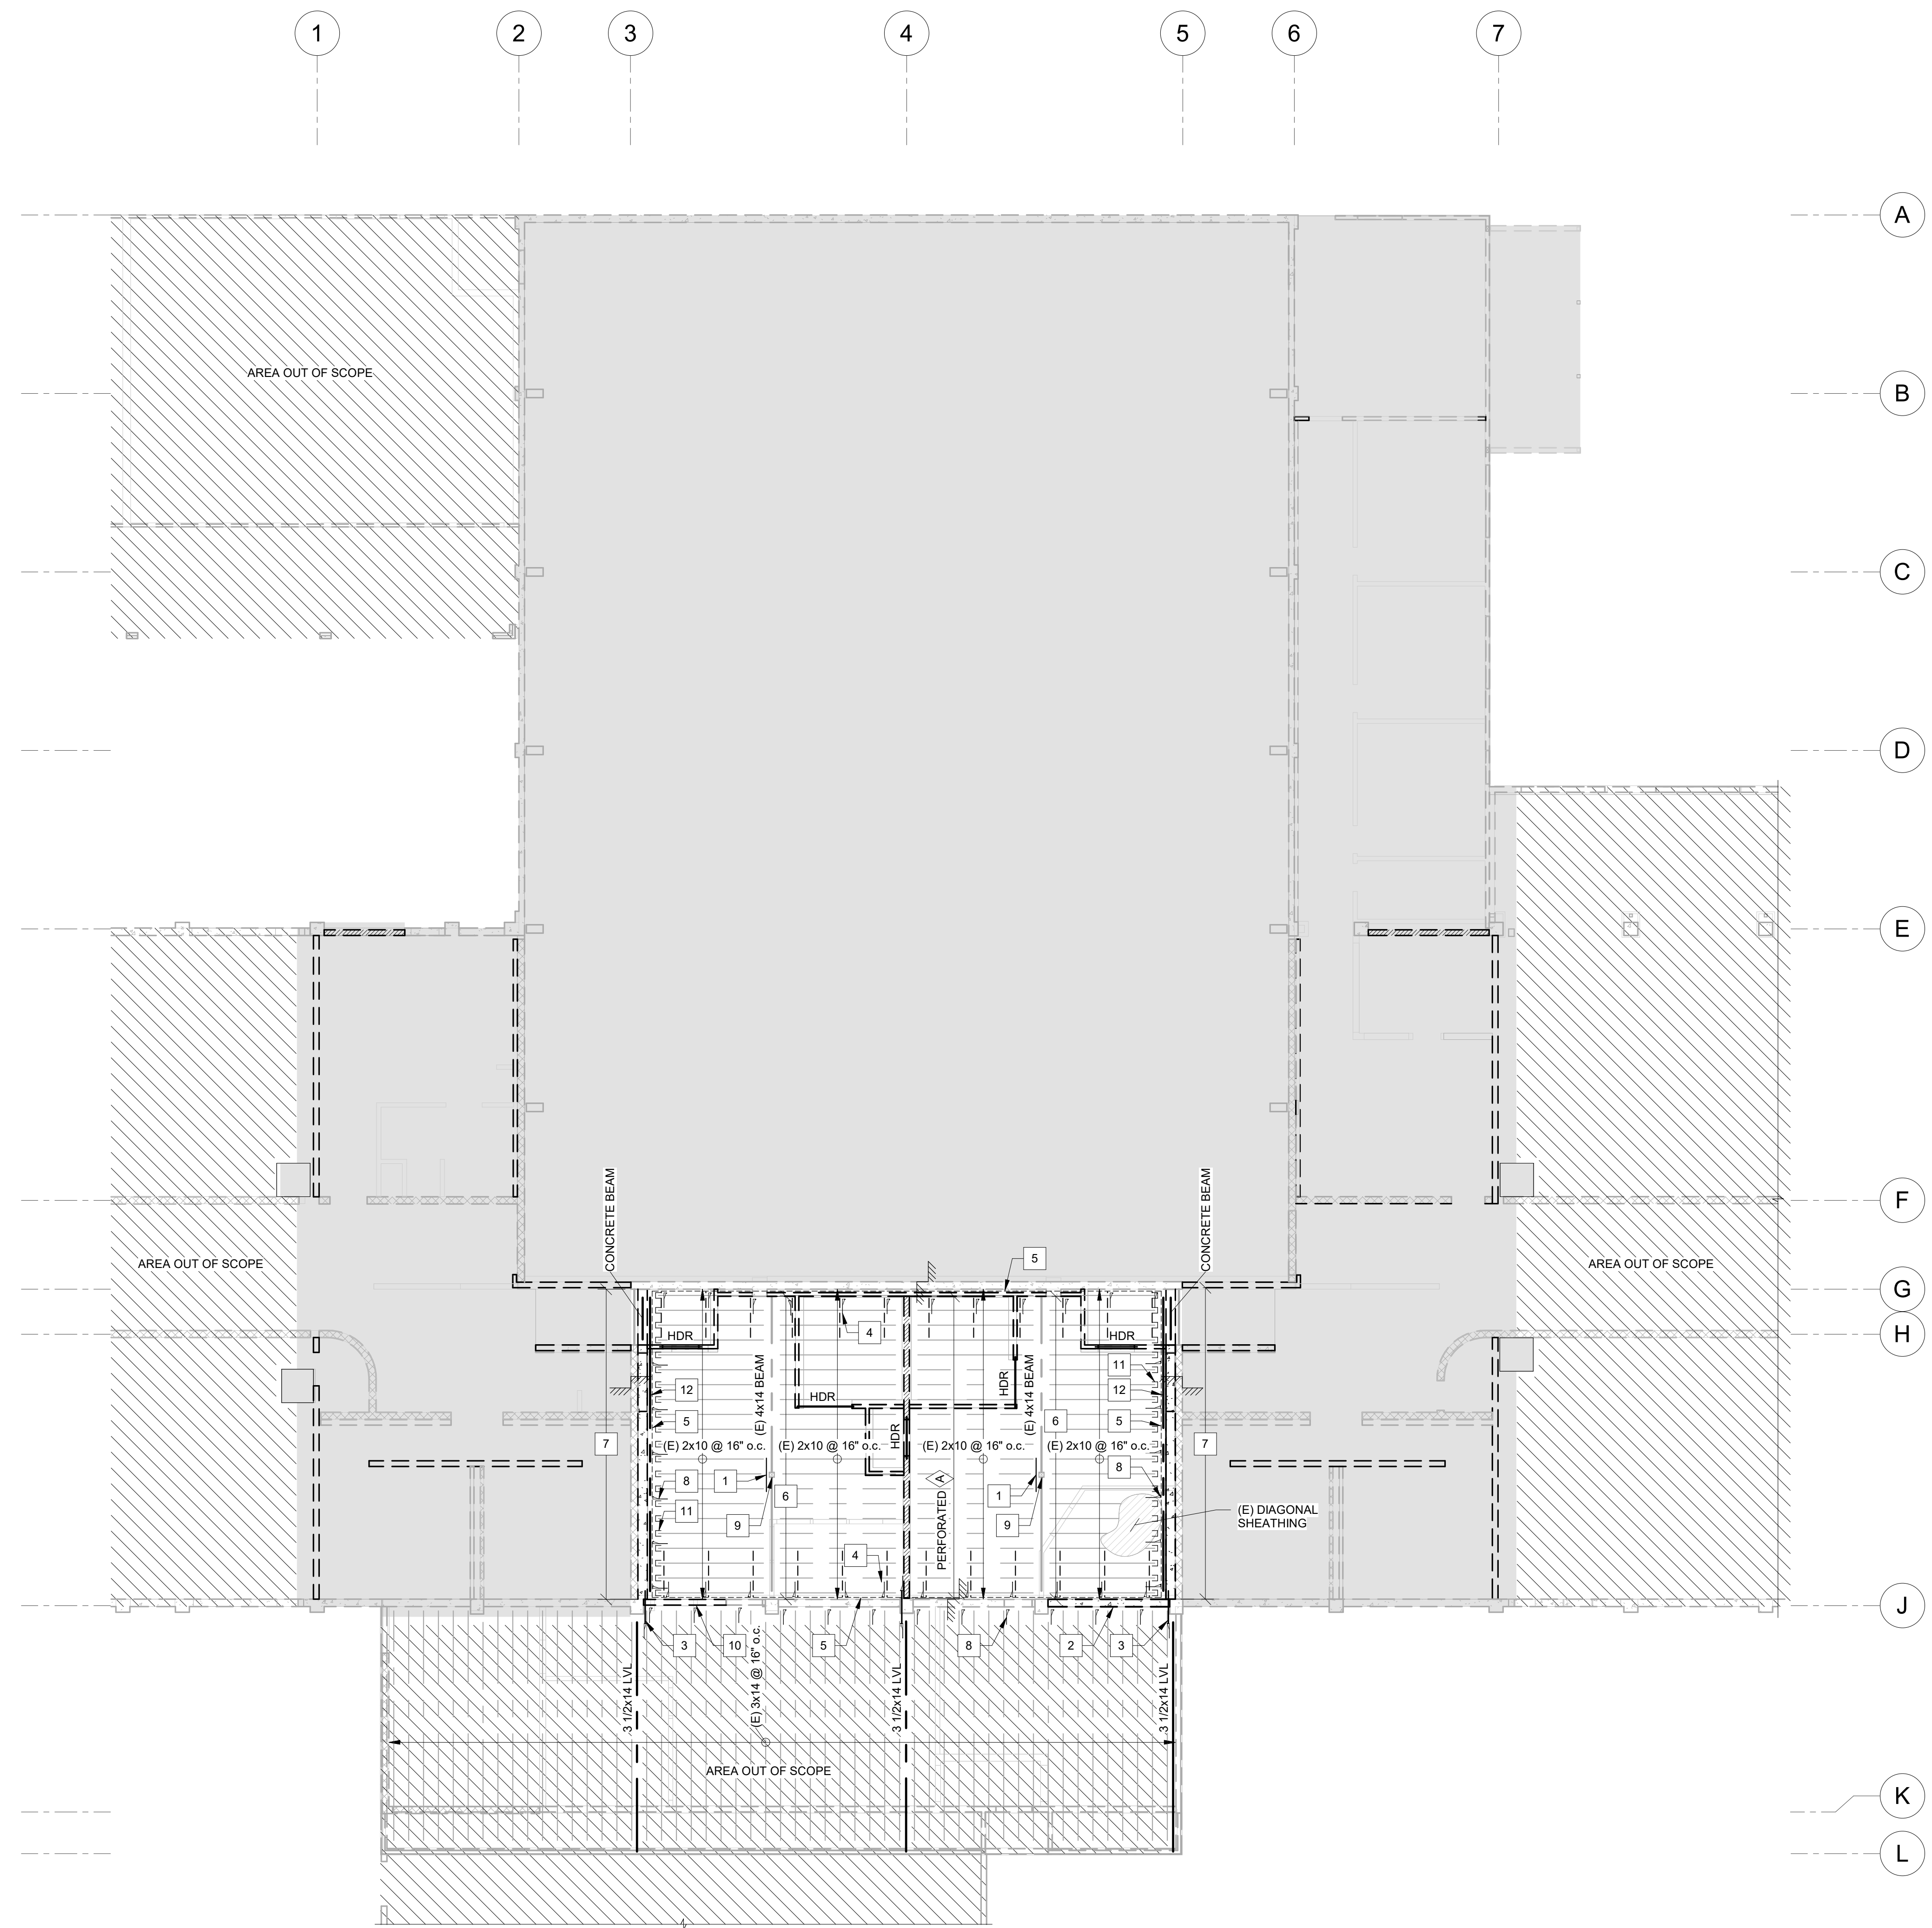 1
2
3
4
5
6
7
A
B
C
D
E
F
G
H
J
K
L
AREA OUT OF SCOPE
AREA OUT OF SCOPE
AREA OUT OF SCOPE
CONCRETE BEAM
CONCRETE BEAM
5
4
HDR
HDR
11
12
12
(E) 4x14 BEAM
HDR
HDR
(E) 4x14 BEAM
5
6
5
HDR
7
(E) 2x10 @ 16" o.c.
(E) 2x10 @ 16" o.c.
(E) 2x10 @ 16" o.c.
(E) 2x10 @ 16" o.c.
7
8
1
8
6
1
A
PERFORATED
11
9
9
(E) DIAGONAL
SHEATHING
4
3
10
5
8
2
3
(E) 3x14 @ 16" o.c.
3 1/2x14 LVL
3 1/2x14 LVL
3 1/2x14 LVL
AREA OUT OF SCOPE